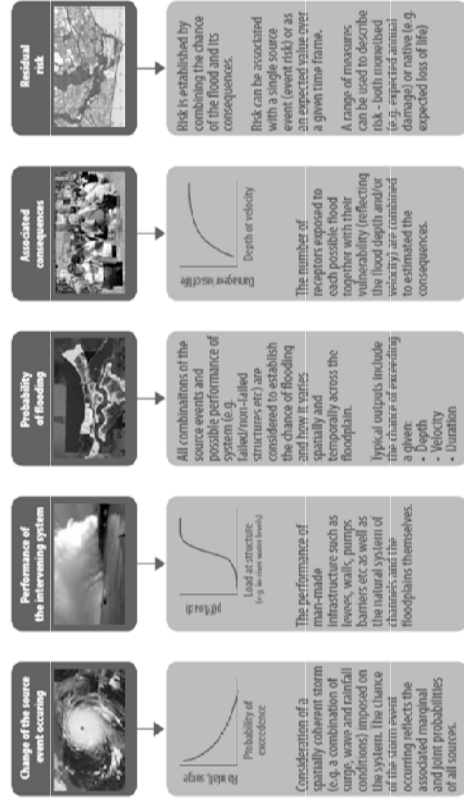 Change of the source
event occuring
Rainfall, surge
Probability of
exceedence
Consideration of a
spatially coherent storm
(e.g. a combination of
surge, wave and rainfall
conditions) imposed on
the system. The chance
of the storm event
occurring reflects the
associated marginal
and joint probabilities
of all sources.
Performance of
the intervening system
Load at structure
(e.g. in-river water levels)
The performance of
man-made
infrastructure such as
levees, walls, pumps
barriers etc as well as
the natural system of
channels and the
floodplains themselves.
Probability
of flooding
All combinaitons of the
source events and
possible performance of
system (e.g.
failed/non-failed
structures etc) are
considered to establish
the chance of flooding
and how it varies
spatially and
temporally across the
floodplain.
Typical outputs include
the chance of exceeding
a given:
• Depth
• Velocity
• Duration
Associated
consequences
Damage or
Depth or velocity
The number of
receptors exposed to
each possible flood
together with their
vulnerability (reflecting
the flood depth and/or
velocity) are combined
to estimated the
consequences.
Residual
risk
Risk is established by
combining the chance
of the flood and its
consequences.
Risk can be associated
with a single source
event (event risk) or as
an expected value over
a given time frame.
A range of measures
can be used to describe
risk - both monetised
(e.g. expected annual
damage) or native (e.g.
expected loss of life)